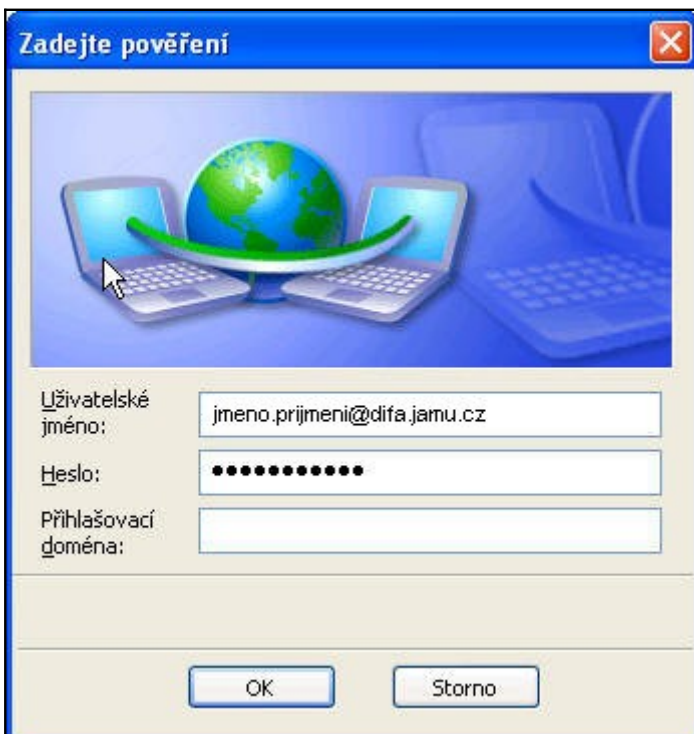 Zadejte pověření
Uživatelské
jméno:
jmeno.prijmeni@difa.jamu.cz
Heslo:
●●●●●●●●●●●
Přihlašovací
doména:
OK
Storno